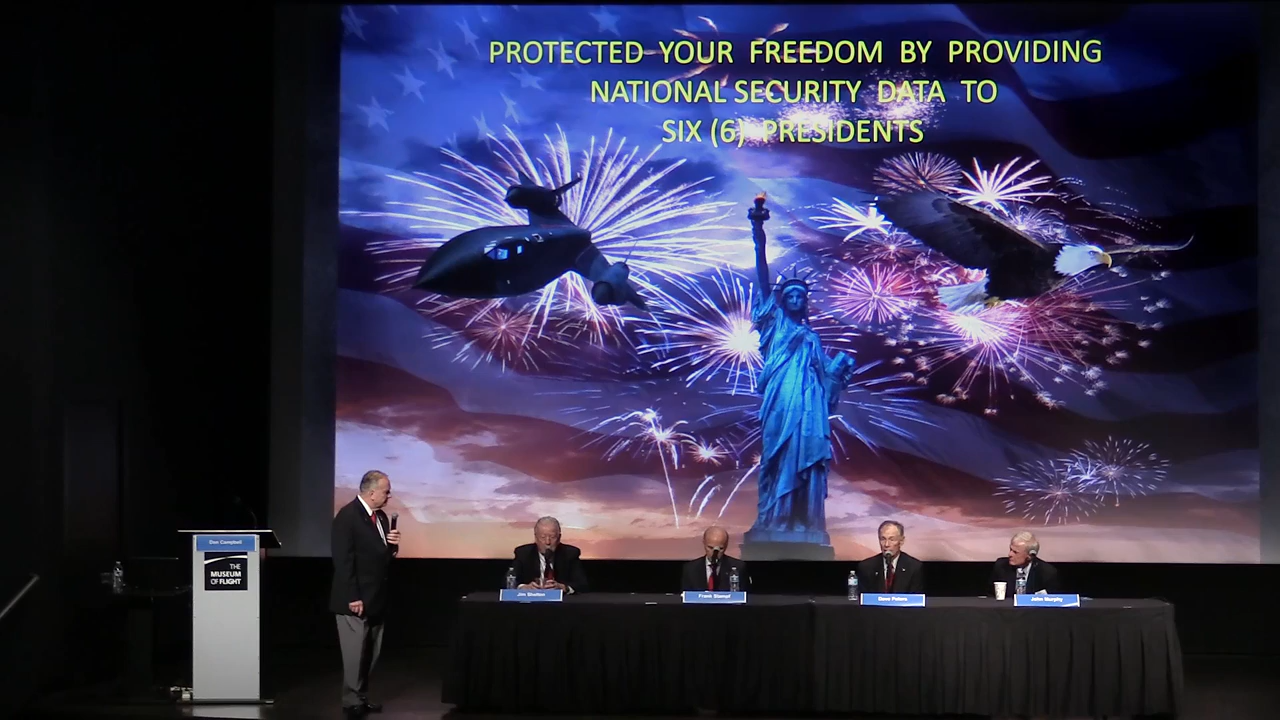 PROTECTED YOUR FREEDOM BY PROVIDING
NATIONAL SECURITY DATA TO
SIX (6) PRESIDENTS
Don Campbell
THE
MUSEUM
OF FLIGHT
Jim Shelton
Frank Stampf
Dave Peters
John Murphy